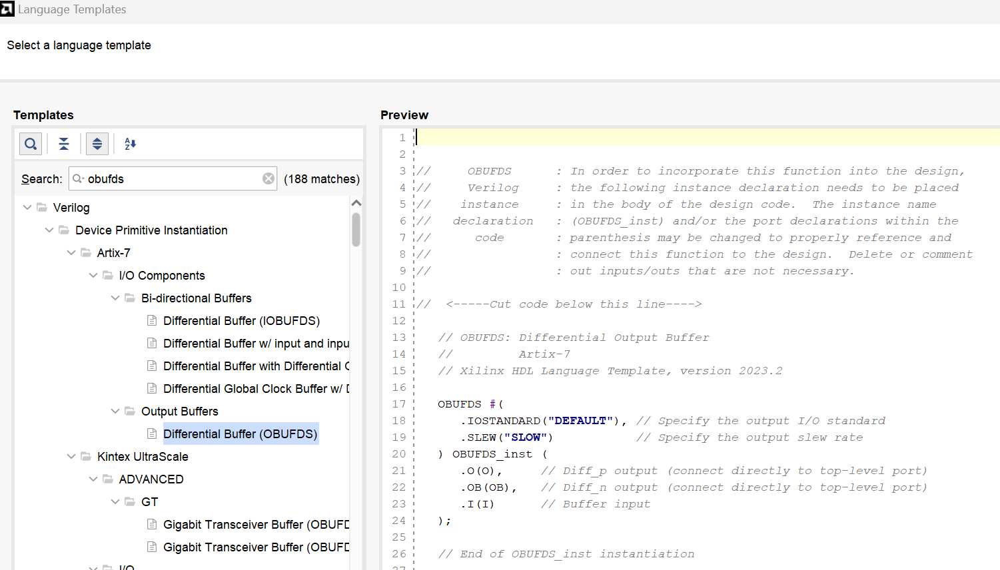 Language Templates
Select a language template
Templates
Search: obufds (188 matches)
Verilog
Device Primitive Instantiation
Artix-7
I/O Components
Bi-directional Buffers
Differential Buffer (IOBUFDS)
Differential Buffer w/ input and inpu
Differential Buffer with Differential
Differential Global Clock Buffer w/
Output Buffers
Differential Buffer (OBUFDS)
Kintex UltraScale
ADVANCED
GT
Gigabit Transceiver Buffer (OBUFD
Gigabit Transceiver Buffer (OBUFD
I/O
Preview
1
2
3 // OBUFDS : In order to incorporate this function into the design,
4 // Verilog : the following instance declaration needs to be placed
5 // instance : in the body of the design code. The instance name
6 // declaration : (OBUFDS_inst) and/or the port declarations within the
7 // code : parenthesis may be changed to properly reference and
8 // : connect this function to the design. Delete or comment
9 // : out inputs/outs that are not necessary.
10
11 // <-----Cut code below this line---->
12
13 // OBUFDS: Differential Output Buffer
14 // Artix-7
15 // Xilinx HDL Language Template, version 2023.2
16
17 OBUFDS #(
18 .IOSTANDARD("DEFAULT"), // Specify the output I/O standard
19 .SLEW("SLOW") // Specify the output slew rate
20 ) OBUFDS_inst (
21 .O(O), // Diff_p output (connect directly to top-level port)
22 .OB(OB), // Diff_n output (connect directly to top-level port)
23 .I(I) // Buffer input
24 );
25
26 // End of OBUFDS_inst instantiation
27